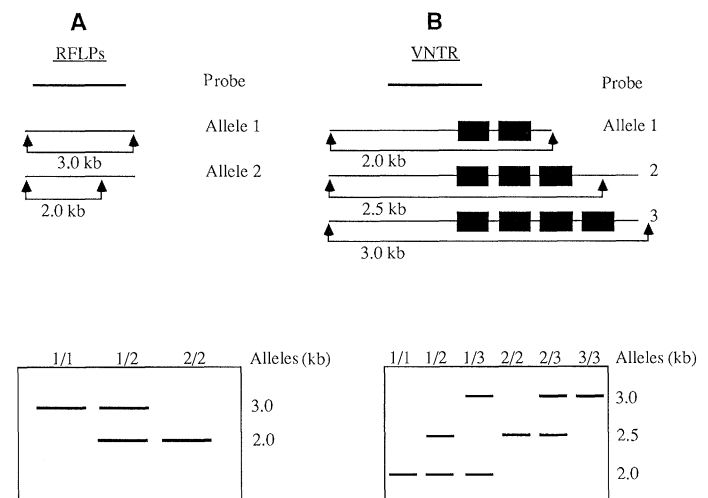 A
RFLPs
Probe
Allele 1
3.0 kb
Allele 2
2.0 kb
B
VNTR
Probe
Allele 1
2.0 kb
2
2.5 kb
3
3.0 kb
1/1 1/2 2/2 Alleles (kb)
3.0
2.0
1/1 1/2 1/3 2/2 2/3 3/3 Alleles (kb)
3.0
2.5
2.0